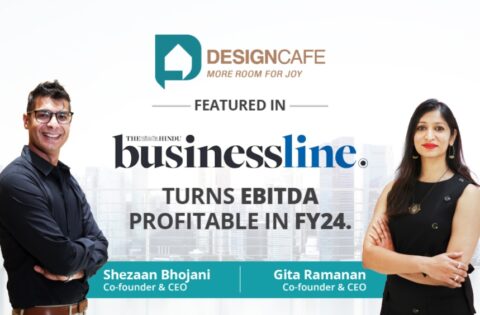 DESIGNCAFE
MORE ROOM FOR JOY
FEATURED IN
THE HINDU
businessline.
TURNS EBITDA
PROFITABLE IN FY24.
Shezaan Bhojani
Co-founder & CEO
Gita Ramanan
Co-founder & CEO